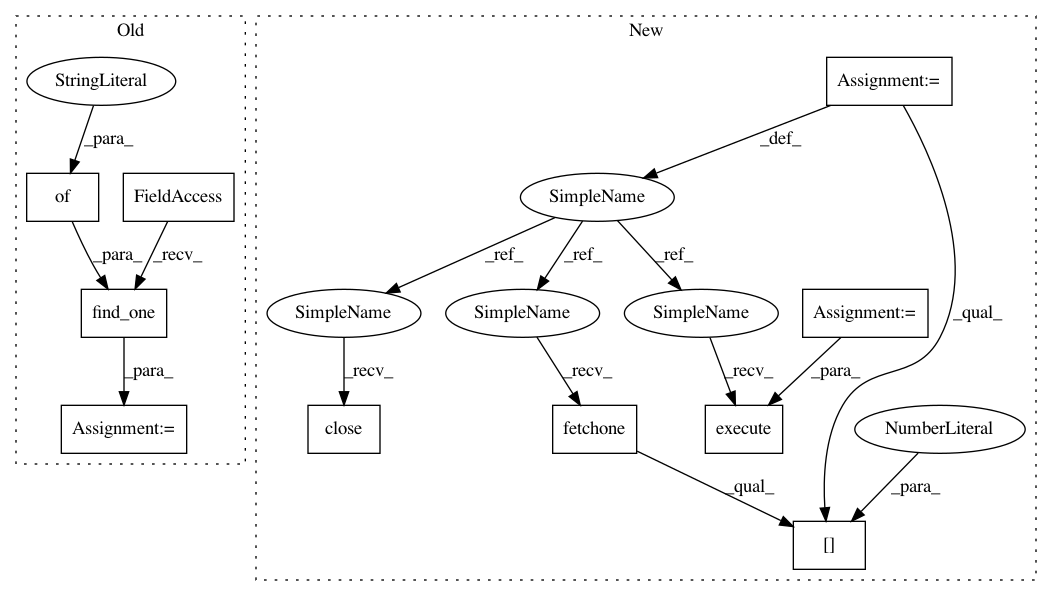 Old
New
StringLiteral
Assignment:=
_para_
_def_
of
FieldAccess
SimpleName
_para_
_recv_
_ref_
_ref_
_ref_
_qual_
find_one
SimpleName
SimpleName
SimpleName
Assignment:=
_para_
_recv_
_recv_
_recv_
_para_
Assignment:=
close
fetchone
execute
NumberLiteral
_qual_
_para_
[]